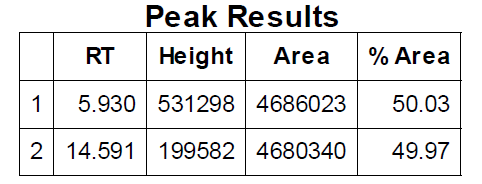 Peak Results
RT Height Area % Area
1 5.930 531298 4686023 50.03
2 14.591 199582 4680340 49.97